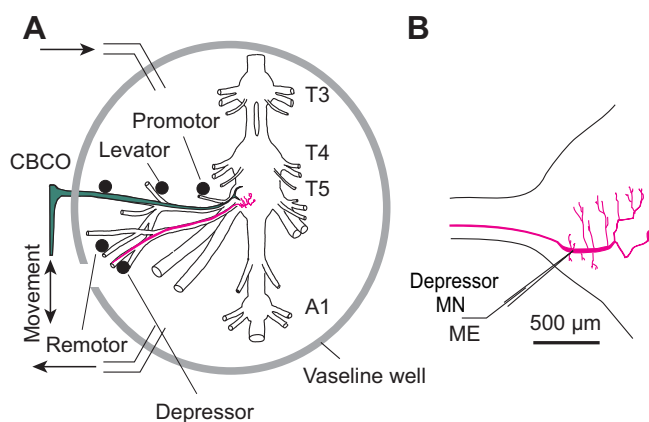 A
B
T3
Promotor
Levator
T4
CBCO
T5
Movement
Depressor
MN
ME
A1
500 µm
Remotor
Vaseline well
Depressor